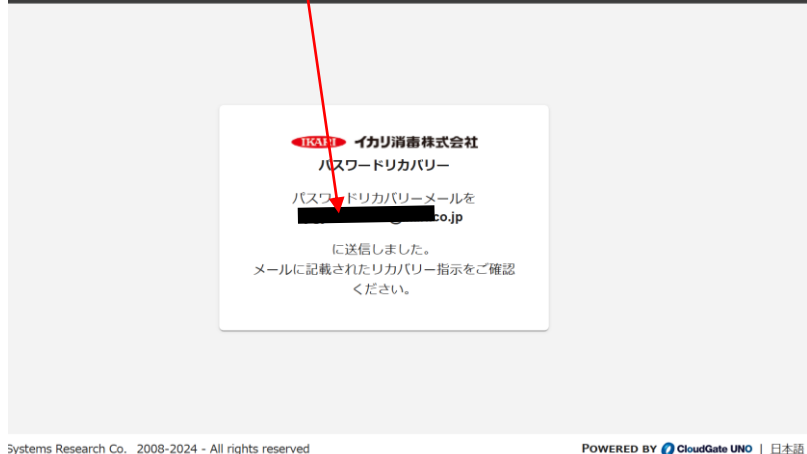 IKARI イカリ消毒株式会社
パスワードリカバリー
パスワードリカバリーメールを
@ co.jp
に送信しました。
メールに記載されたリカバリー指示をご確認
ください。
Systems Research Co. 2008-2024 - All rights reserved
POWERED BY CloudGate UNO | 日本語